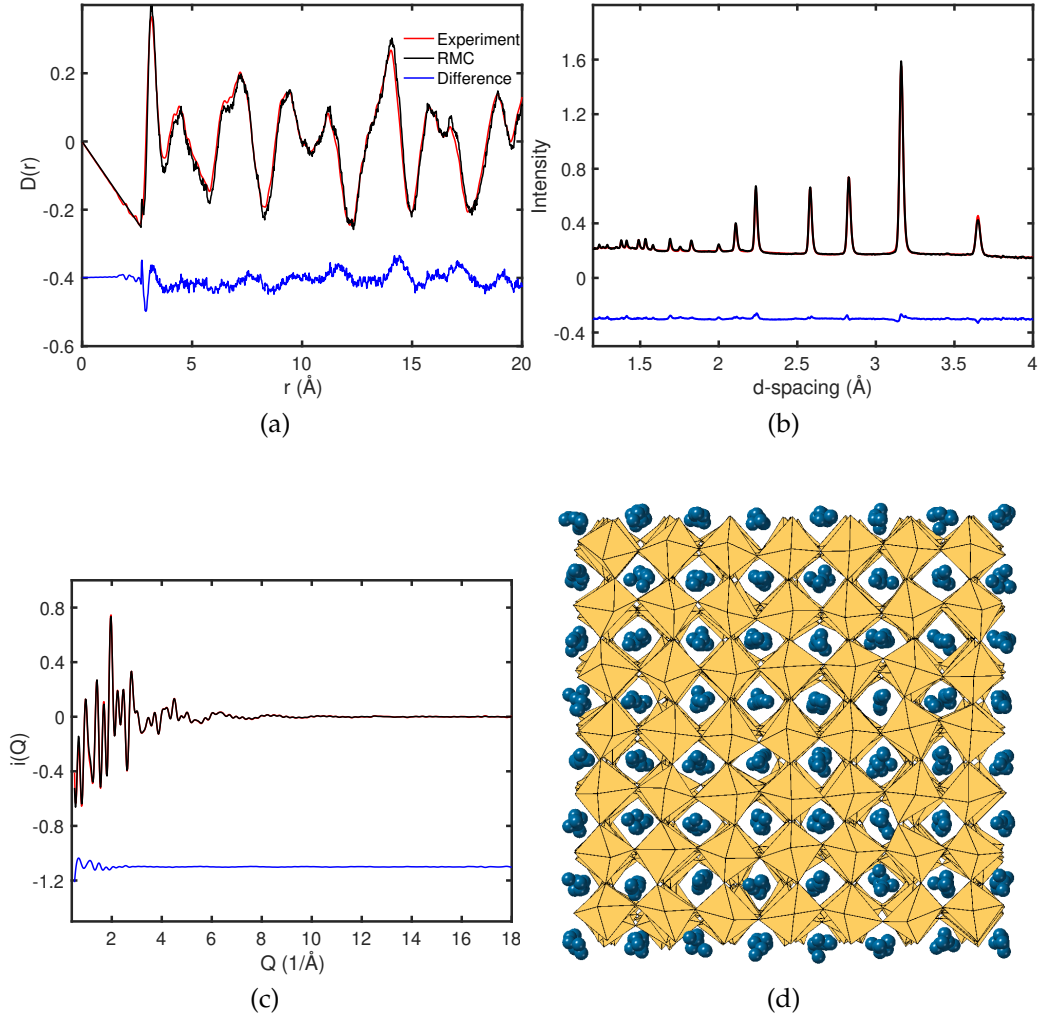 0.2
0
-0.2
-0.4
-0.6
D(r)
Experiment
RMC
Difference
0 5 10 15 20
r (Å)
(a)
1.6
1.2
0.8
0.4
0
-0.4
Intensity
1.5 2 2.5 3 3.5 4
d-spacing (Å)
(b)
0.8
0.4
0
-0.4
-0.8
-1.2
i(Q)
2 4 6 8 10 12 14 16 18
Q (1/Å)
(c)
(d)